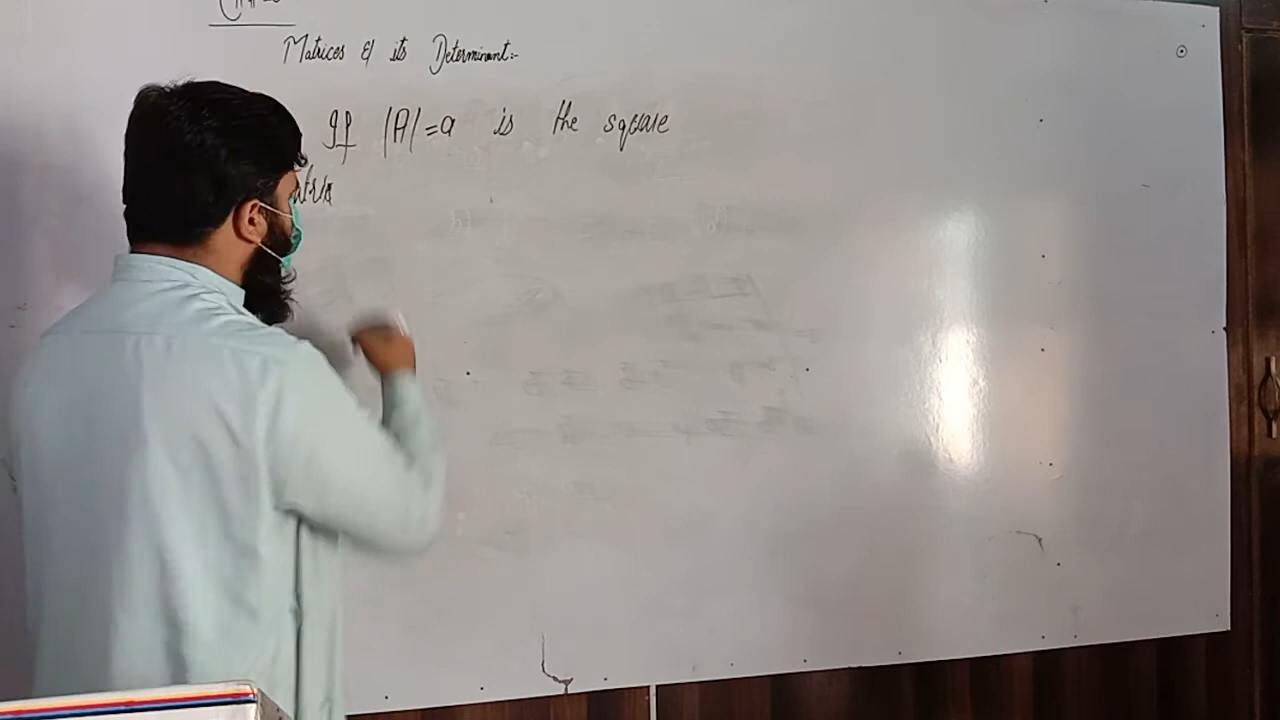 Matrices & its Determinant:-
If |A|=a is the square